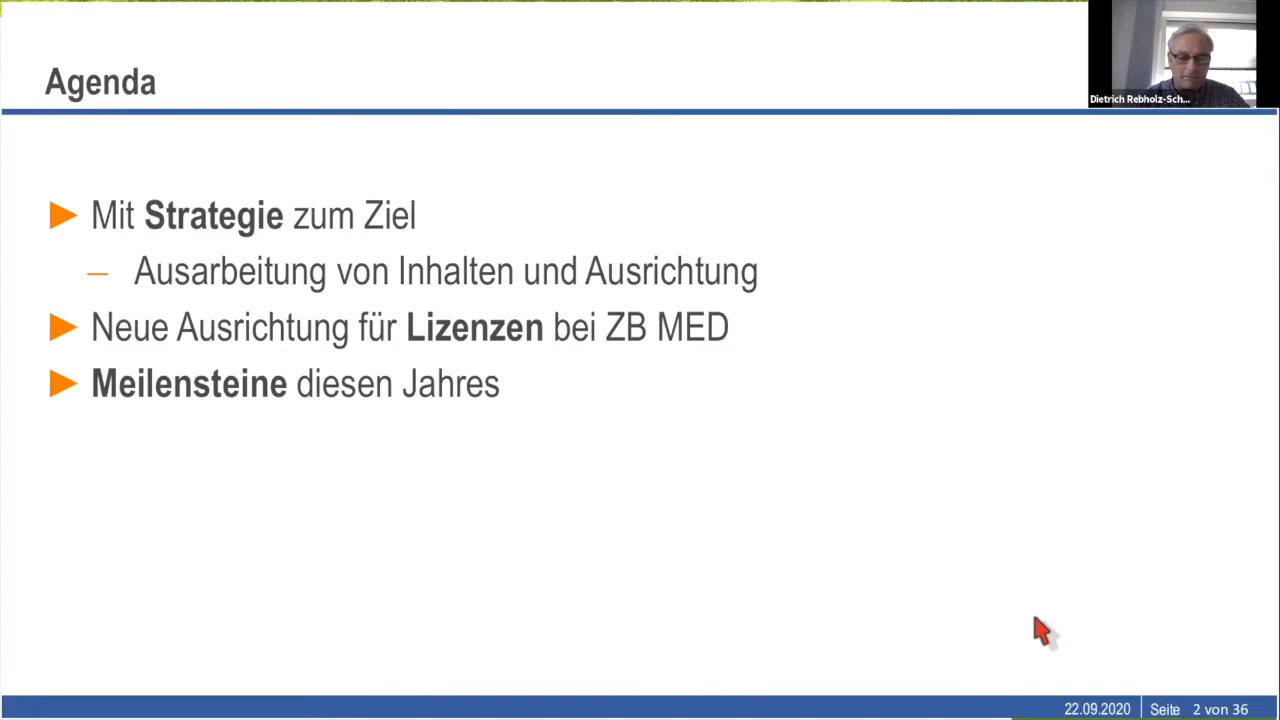 Agenda
Dietrich Rebholz-Sch...
Mit Strategie zum Ziel
– Ausarbeitung von Inhalten und Ausrichtung
Neue Ausrichtung für Lizenzen bei ZB MED
Meilensteine diesen Jahres
22.09.2020 Seite 2 von 36